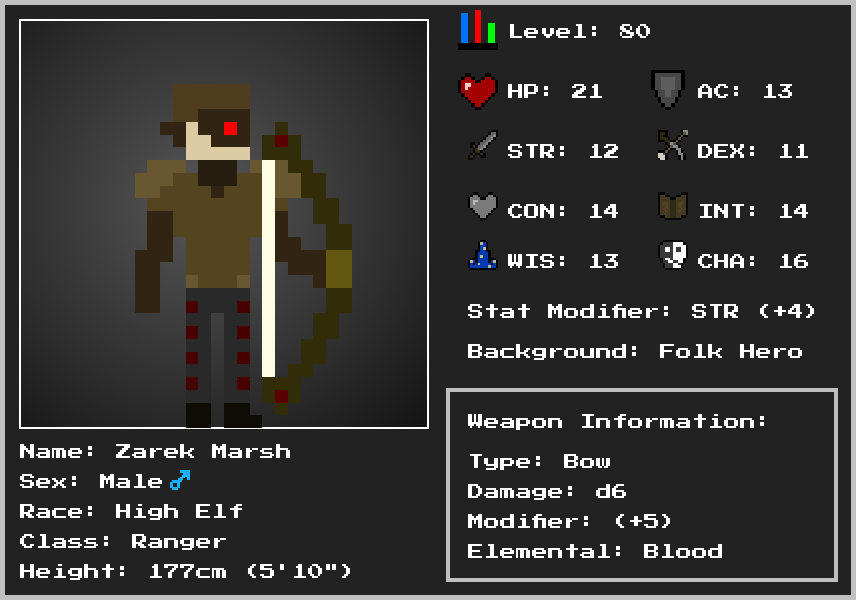 Level: 80
HP: 21
AC: 13
STR: 12
DEX: 11
CON: 14
INT: 14
WIS: 13
CHA: 16
Stat Modifier: STR (+4)
Background: Folk Hero
Weapon Information:
Type: Bow
Damage: d6
Modifier: (+5)
Elemental: Blood
Name: Zarek Marsh
Sex: Male ♂
Race: High Elf
Class: Ranger
Height: 177cm (5'10")